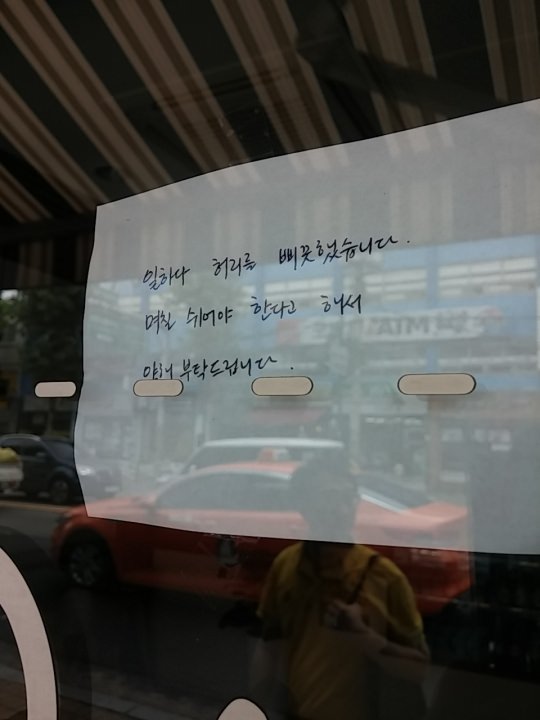 일하다 허리를 삐끗했습니다.
며칠 쉬어야 한다고 해서
양해 부탁드립니다.
ATM